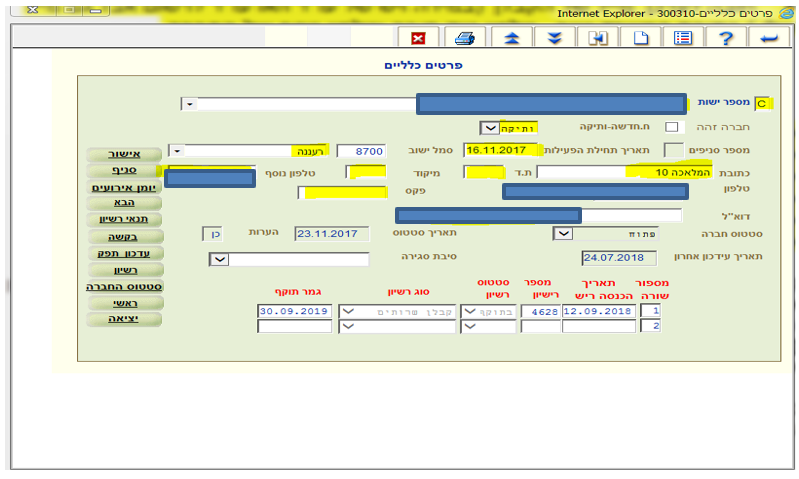 פרטים כלליים-300310 - Internet Explorer
פרטים כלליים
מספר ישות C
חברה זהה ח.חדשה-ותיקה ותיקה
מספר סניפים תאריך תחילת הפעילות 16.11.2017 סמל ישוב 8700 רעננה
כתובת המלאכה 10 ת.ד מיקוד טלפון נוסף
טלפון פקס
דוא"ל
סטטוס חברה פתוח תאריך סטטוס 23.11.2017 הערות כן
תאריך עידכון אחרון 24.07.2018 סיבת סגירה
מספור שורה תאריך הכנסה ריש מספר רישיון סטטוס רשיון סוג רשיון גמר תוקף
1 12.09.2018 4628 בתוקף קבלן שרותים 30.09.2019
2
אישור
סניף
יומן אירועים
הבא
תנאי רשיון
בקשה
עדכון תפק
רשיון
סטטוס החברה
ראשי
יציאה